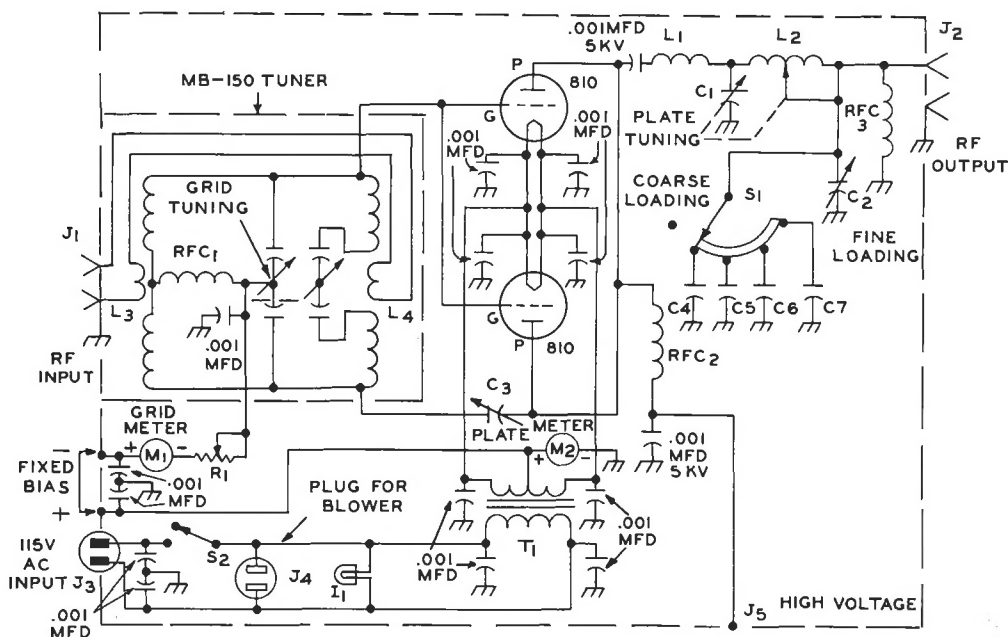 MB-150 TUNER
.001MFD
5KV
L1
L2
J2
P
810
G
C1
PLATE
TUNING
RFC
3
.001
MFD
.001
MFD
RF
OUTPUT
GRID
TUNING
COARSE
LOADING
S1
C2
FINE
LOADING
J1
RFC1
L3
L4
.001
MFD
RF
INPUT
G
P
810
C4
C5
C6
C7
RFC2
C3
PLATE
METER
GRID
METER
+
M1
-
R1
+
M2
-
.001
MFD
5KV
-
FIXED
BIAS
+
.001
MFD
PLUG FOR
BLOWER
115V
AC
INPUT
J3
S2
J4
I1
T1
.001
MFD
.001
MFD
.001
MFD
J5
HIGH VOLTAGE